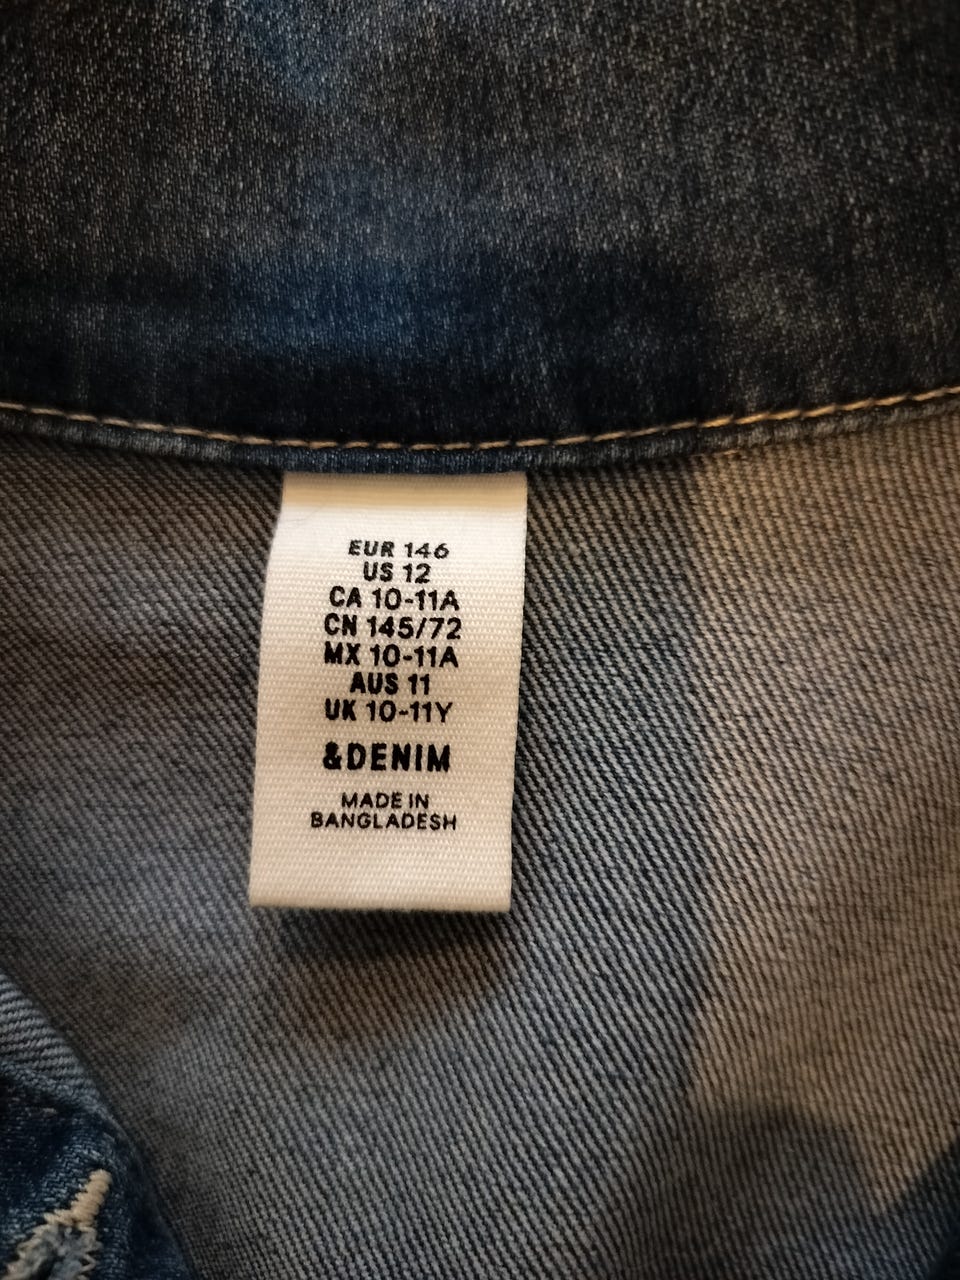 EUR 146
US 12
CA 10-11A
CN 145/72
MX 10-11A
AUS 11
UK 10-11Y
&DENIM
MADE IN
BANGLADESH